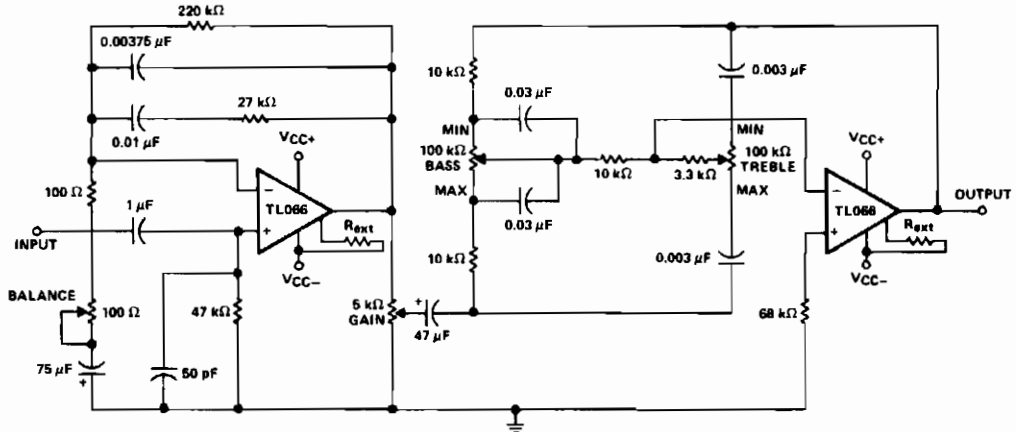 220 kΩ
0.00375 μF
27 kΩ
0.01 μF
100 Ω
1 μF
INPUT
VCC+
−
TL066
+
Rext
VCC−
BALANCE
100 Ω
47 kΩ
75 μF
+
50 pF
5 kΩ
GAIN
+
47 μF
10 kΩ
0.03 μF
MIN
100 kΩ
BASS
MAX
0.03 μF
10 kΩ
10 kΩ
3.3 kΩ
0.003 μF
MIN
100 kΩ
TREBLE
MAX
0.003 μF
68 kΩ
VCC+
−
TL066
+
Rext
VCC−
OUTPUT